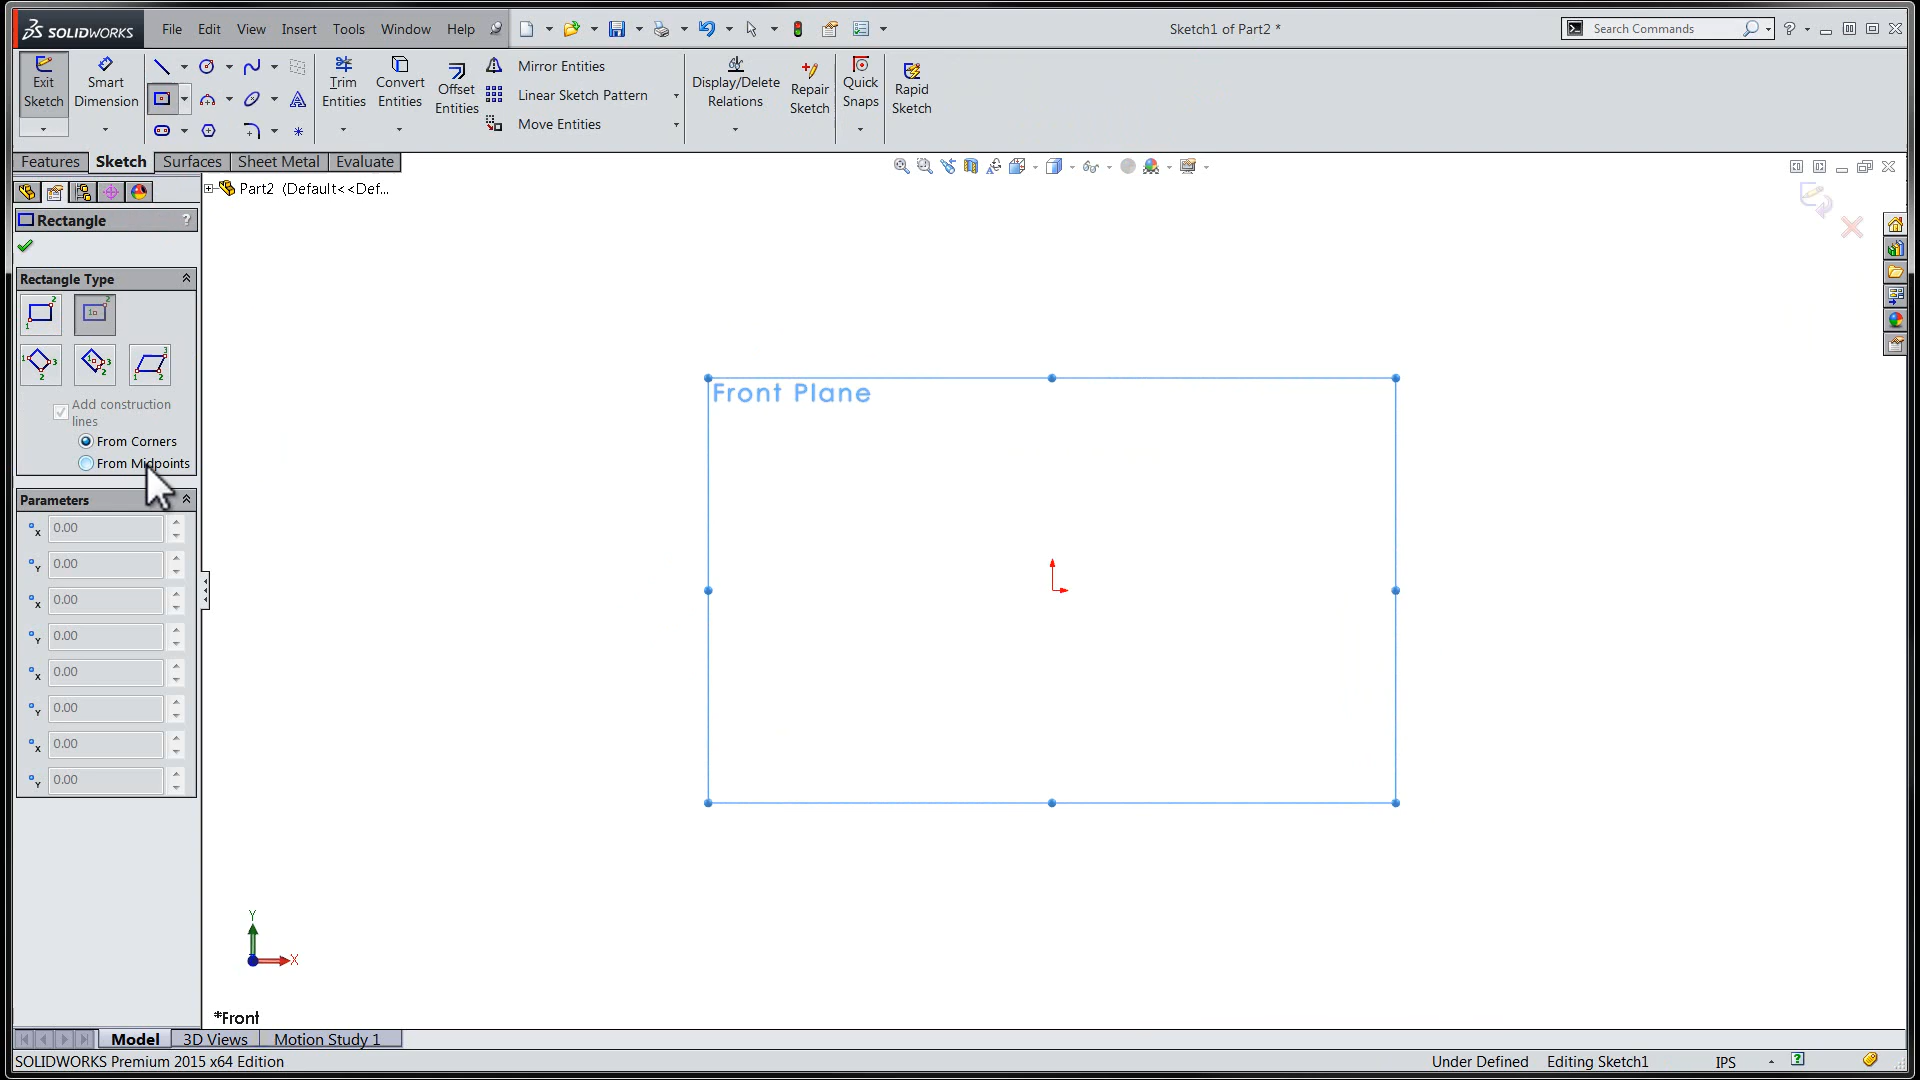 SOLIDWORKS File Edit View Insert Tools Window Help Sketch1 of Part2 * Search Commands ?
Exit Sketch
Smart Dimension
Trim Entities
Convert Entities
Offset Entities
Mirror Entities
Linear Sketch Pattern
Move Entities
Display/Delete Relations
Repair Sketch
Quick Snaps
Rapid Sketch
Features Sketch Surfaces Sheet Metal Evaluate
Part2 (Default<<Def...
Rectangle ?
Rectangle Type
Add construction
lines
From Corners
From Midpoints
Parameters
X 0.00
Y 0.00
X 0.00
Y 0.00
X 0.00
Y 0.00
X 0.00
Y 0.00
Front Plane
Y
X
*Front
Model 3D Views Motion Study 1
SOLIDWORKS Premium 2015 x64 Edition Under Defined Editing Sketch1 IPS ?